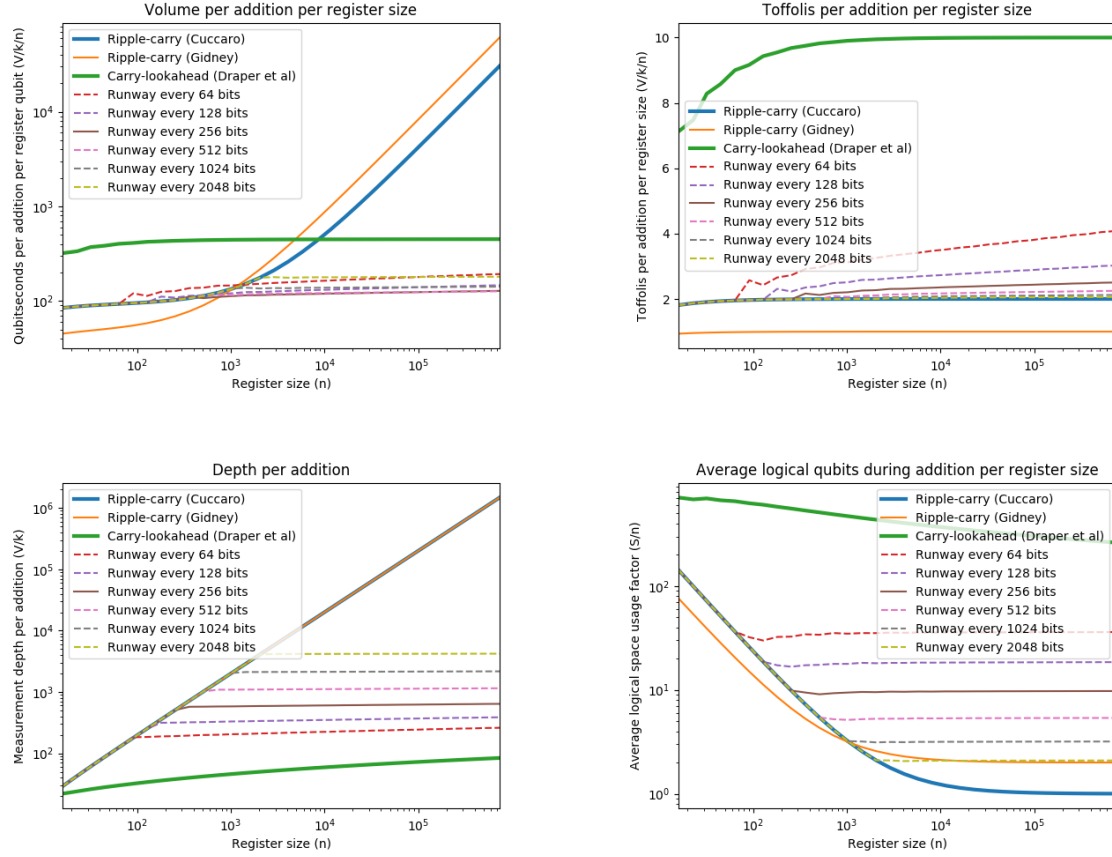 Volume per addition per register size
Qubitseconds per addition per register qubit (V/k/n)
10^4
10^3
10^2
Ripple-carry (Cuccaro)
Ripple-carry (Gidney)
Carry-lookahead (Draper et al)
Runway every 64 bits
Runway every 128 bits
Runway every 256 bits
Runway every 512 bits
Runway every 1024 bits
Runway every 2048 bits
10^2 10^3 10^4 10^5
Register size (n)
Toffolis per addition per register size
Toffolis per addition per register size (V/k/n)
10
8
6
4
2
Ripple-carry (Cuccaro)
Ripple-carry (Gidney)
Carry-lookahead (Draper et al)
Runway every 64 bits
Runway every 128 bits
Runway every 256 bits
Runway every 512 bits
Runway every 1024 bits
Runway every 2048 bits
10^2 10^3 10^4 10^5
Register size (n)
Depth per addition
Measurement depth per addition (V/k)
10^6
10^5
10^4
10^3
10^2
Ripple-carry (Cuccaro)
Ripple-carry (Gidney)
Carry-lookahead (Draper et al)
Runway every 64 bits
Runway every 128 bits
Runway every 256 bits
Runway every 512 bits
Runway every 1024 bits
Runway every 2048 bits
10^2 10^3 10^4 10^5
Register size (n)
Average logical qubits during addition per register size
Average logical space usage factor (S/n)
10^2
10^1
10^0
Ripple-carry (Cuccaro)
Ripple-carry (Gidney)
Carry-lookahead (Draper et al)
Runway every 64 bits
Runway every 128 bits
Runway every 256 bits
Runway every 512 bits
Runway every 1024 bits
Runway every 2048 bits
10^2 10^3 10^4 10^5
Register size (n)